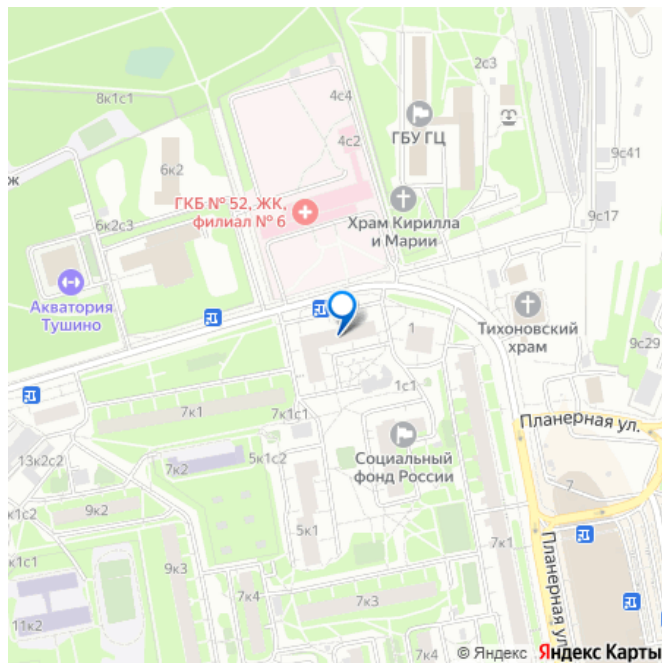 2с3
8к1с1
4с4
ГБУ ГЦ
4с2
9с41
6к2
ж
ГКБ № 52, ЖК,
филиал № 6
9с17
Храм Кирилла
и Марии
6к2с3
Акватория
Тушино
Тихоновский
храм
1
9с29
1с1
7к1
7к1с1
Планерная ул.
Социальный
фонд России
13к2с2
5к1с2
7к2
7
9к2
к1с2
5к1
7к1
к1с1
9к3
Планерная ул.
7к4
7к3
11к2
7к4
© Яндекс Яндекс Карты